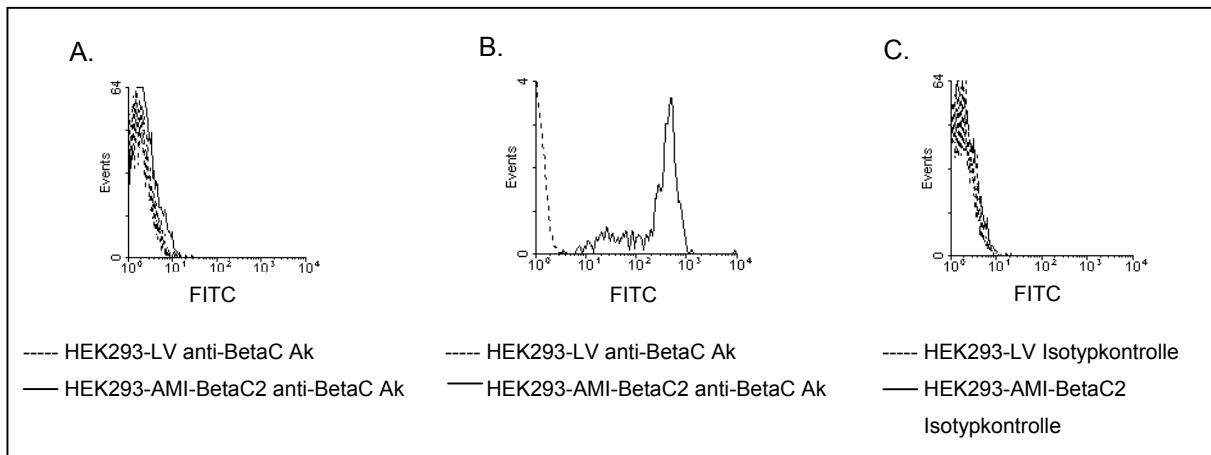 A.
B.
C.
64
Events
0
10^0 10^1 10^2 10^3 10^4
FITC
4
Events
0
10^0 10^1 10^2 10^3 10^4
FITC
64
Events
0
10^0 10^1 10^2 10^3 10^4
FITC
----- HEK293-LV anti-BetaC Ak
HEK293-AMI-BetaC2 anti-BetaC Ak
----- HEK293-LV anti-BetaC Ak
HEK293-AMI-BetaC2 anti-BetaC Ak
----- HEK293-LV Isotypkontrolle
HEK293-AMI-BetaC2
Isotypkontrolle